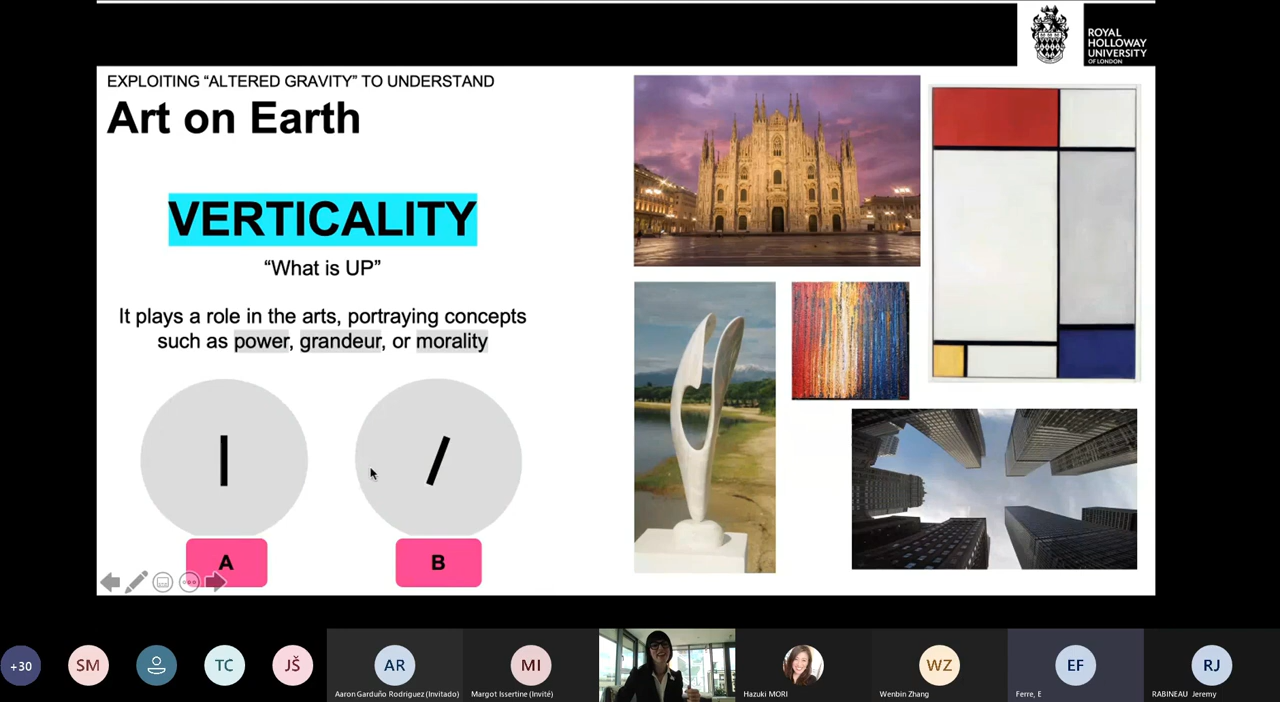 ROYAL
HOLLOWAY
UNIVERSITY
OF LONDON
EXPLOITING “ALTERED GRAVITY” TO UNDERSTAND
Art on Earth
VERTICALITY
“What is UP”
It plays a role in the arts, portraying concepts
such as power, grandeur, or morality
A
B
+30
SM
TC
JŠ
AR
MI
WZ
EF
RJ
Aaron Garduño Rodriguez (Invitado)
Margot Issertine (Invité)
Hazuki MORI
Wenbin Zhang
Ferre, E
RABINEAU Jeremy